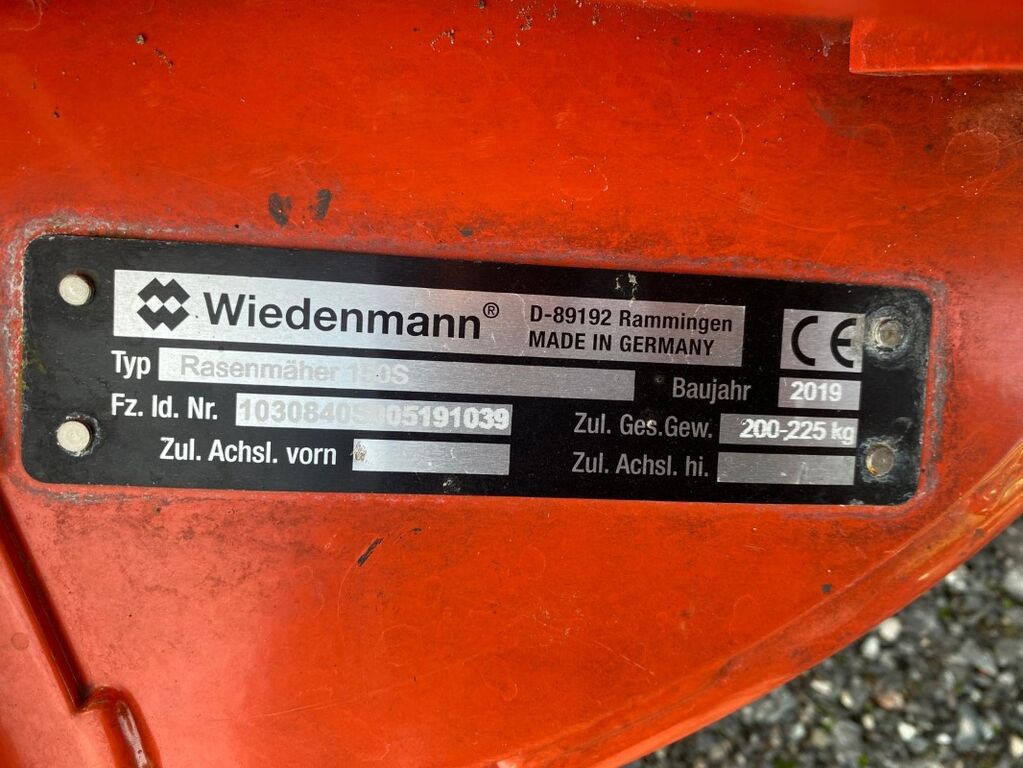 Wiedenmann®
D-89192 Rammingen
MADE IN GERMANY
CE
Typ Rasenmäher
Baujahr 2019
Fz. Id. Nr.
Zul. Ges.Gew. 200-225 kg
Zul. Achsl. vorn
Zul. Achsl. hi.